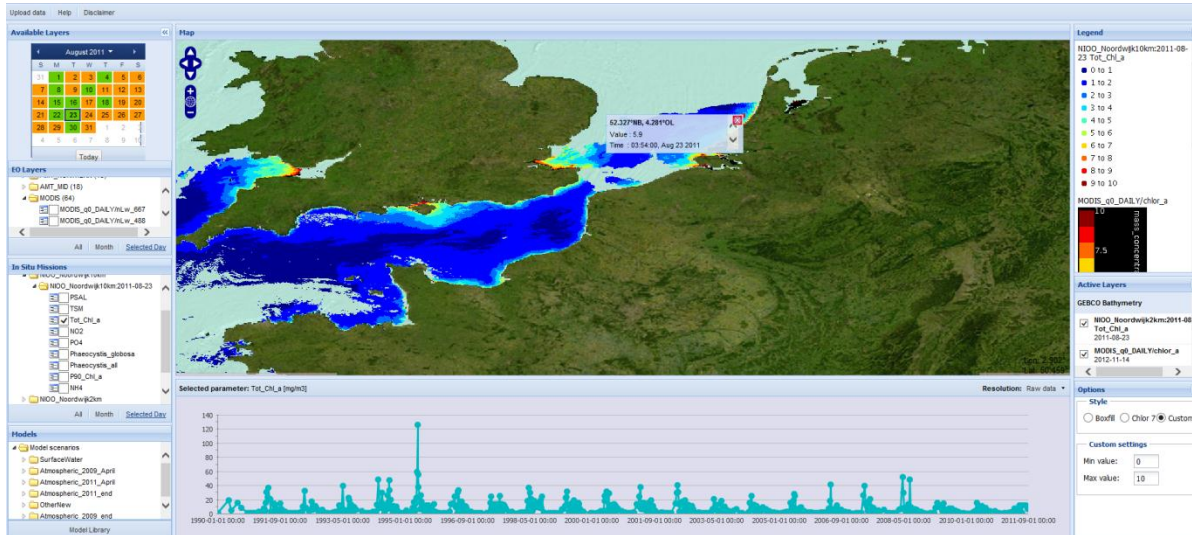 Upload data Help Disclaimer
Available Layers
August 2011
S M T W T F S
31 1 2 3 4 5 6
7 8 9 10 11 12 13
14 15 16 17 18 19 20
21 22 23 24 25 26 27
28 29 30 31 1 2 3
4 5 6 7 8 9 10
Today
EO Layers
AMT_MID (18)
MODIS (64)
MODIS_q0_DAILY/nLw_667
MODIS_q0_DAILY/nLw_488
All Month Selected Day
In Situ Missions
NIOO_Noordwijk10km
NIOO_Noordwijk10km:2011-08-23
PSAL
TSM
Tot_Chl_a
NO2
PO4
Phaeocystis_globosa
Phaeocystis_all
P90_Chl_a
NH4
NIOO_Noordwijk2km
All Month Selected Day
Models
Model scenarios
SurfaceWater
Atmospheric_2009_April
Atmospheric_2011_April
Atmospheric_2011_end
OtherNew
Atmospheric_2009_end
Model Library
Map
52.327°NB, 4.281°OL
Value : 5.9
Time : 03:54:00, Aug 23 2011
Selected parameter: Tot_Chl_a [mg/m3]
Resolution: Raw data
140
120
100
80
60
40
20
0
1990-01-01 00:00 1991-09-01 00:00 1993-05-01 00:00 1995-01-01 00:00 1996-09-01 00:00 1998-05-01 00:00 2000-01-01 00:00 2001-09-01 00:00 2003-05-01 00:00 2005-01-01 00:00 2006-09-01 00:00 2008-05-01 00:00 2010-01-01 00:00 2011-09-01 00:00
Legend
NIOO_Noordwijk10km:2011-08-
23 Tot_Chl_a
0 to 1
1 to 2
2 to 3
3 to 4
4 to 5
5 to 6
6 to 7
7 to 8
8 to 9
9 to 10
MODIS_q0_DAILY/chlor_a
10
7.5
mass_concentra
Active Layers
GEBCO Bathymetry
NIOO_Noordwijk2km:2011-08
Tot_Chl_a
2011-08-23
MODIS_q0_DAILY/chlor_a
2012-11-14
Options
Style
Boxfill Chlor 7 Custom
Custom settings
Min value: 0
Max value: 10